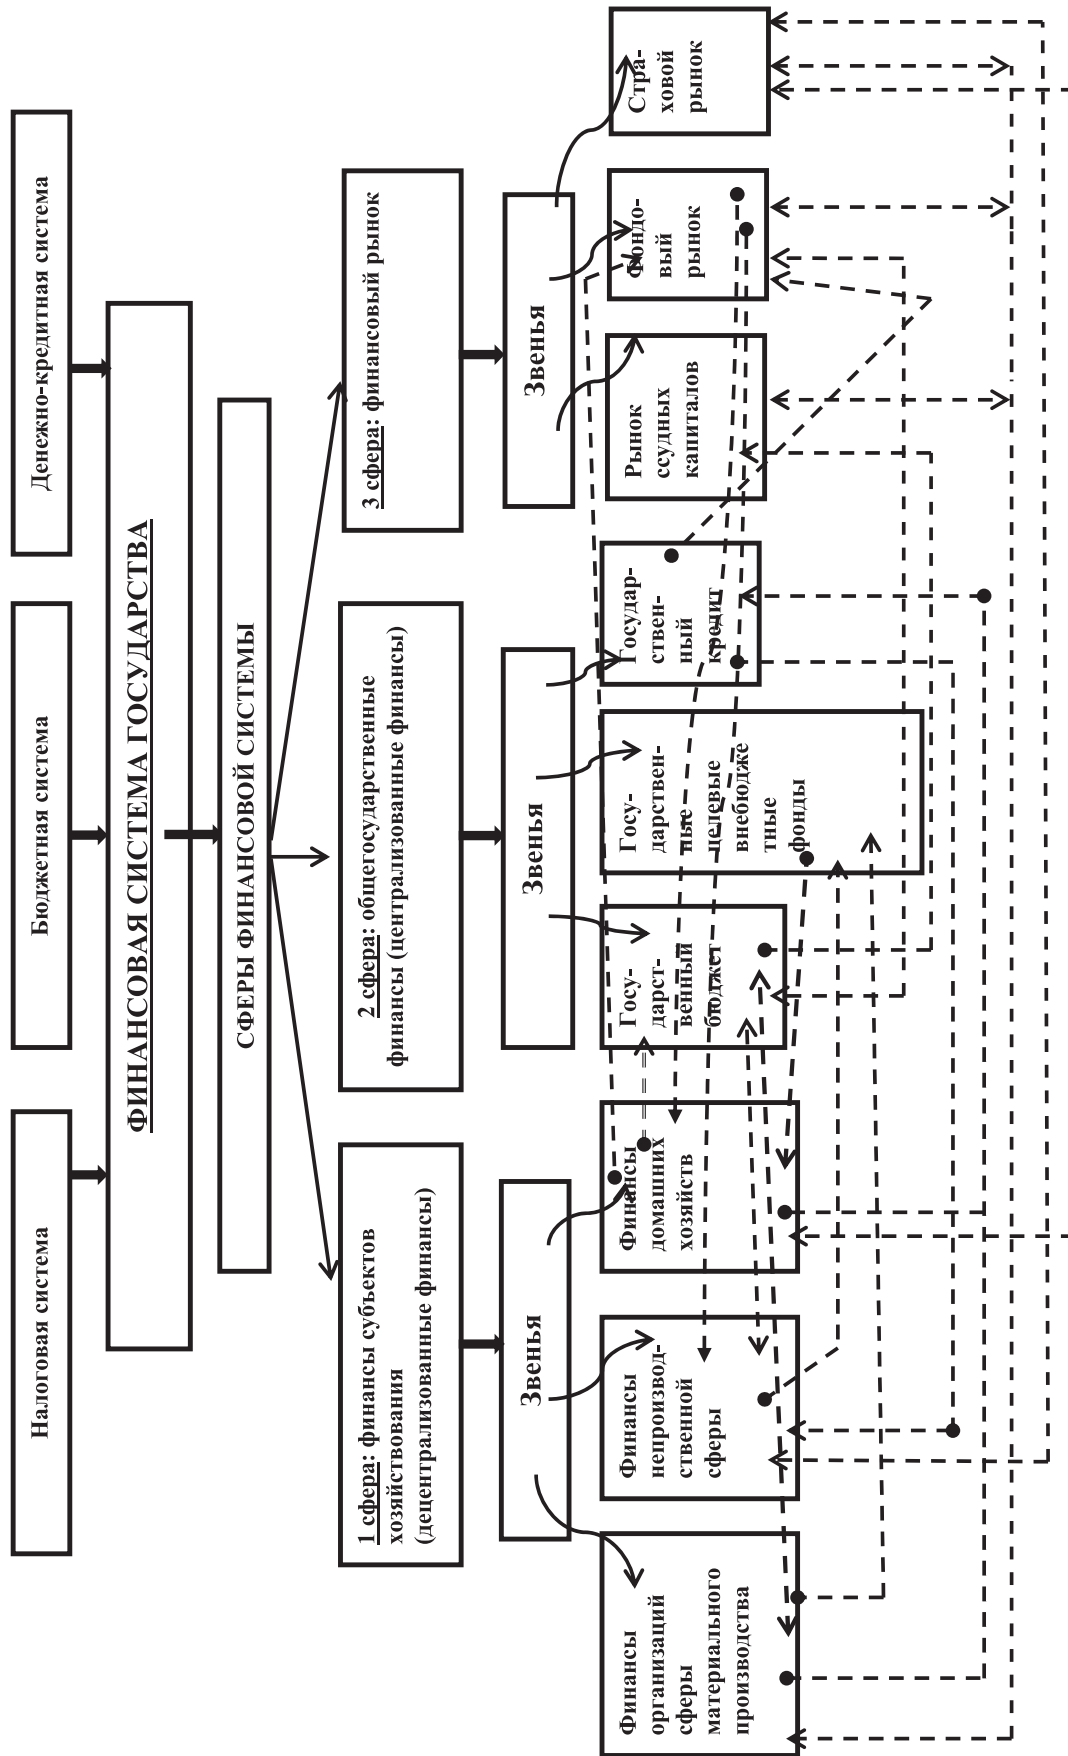 Налоговая система
Бюджетная система
Денежно-кредитная система
ФИНАНСОВАЯ СИСТЕМА ГОСУДАРСТВА
СФЕРЫ ФИНАНСОВОЙ СИСТЕМЫ
1 сфера: финансы субъектов
хозяйствования
(децентрализованные финансы)
2 сфера: общегосударственные
финансы (централизованные финансы)
3 сфера: финансовый рынок
Звенья
Звенья
Звенья
Финансы
организаций
сферы
материального
производства
Финансы
непроизвод-
ственной
сферы
Финансы
домашних
хозяйств
Госу-
дарст-
венный
бюджет
Госу-
дарствен-
ные
целевые
внебюдже
тные
фонды
Государ-
ствен-
ный
кредит
Рынок
ссудных
капиталов
Фондо-
вый
рынок
Стра-
ховой
рынок